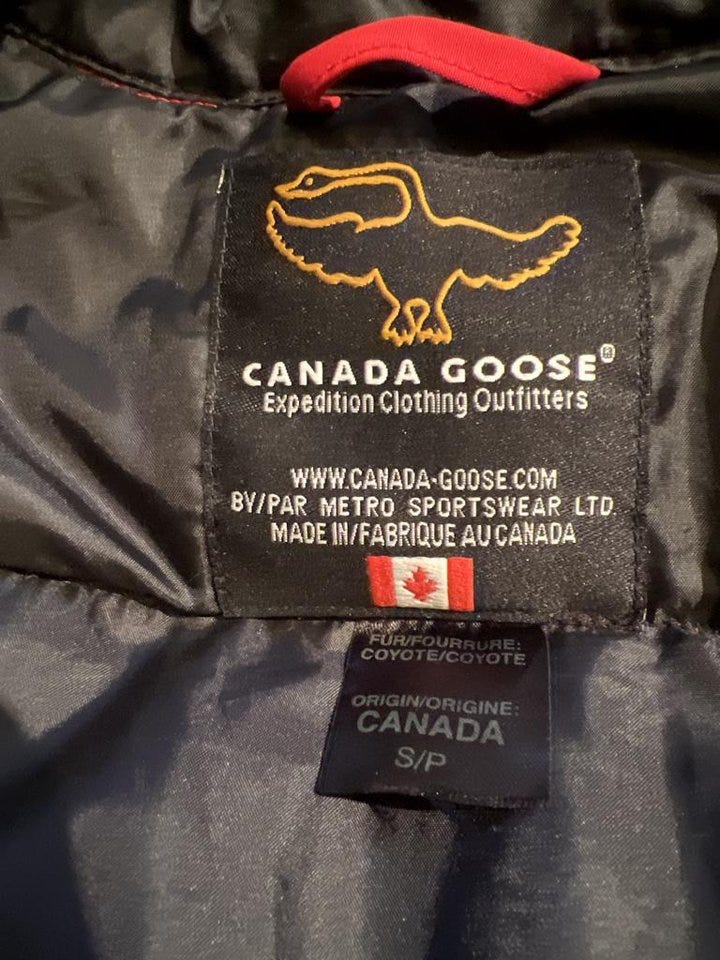 CANADA GOOSE®
Expedition Clothing Outfitters
WWW.CANADA-GOOSE.COM
BY/PAR METRO SPORTSWEAR LTD.
MADE IN/FABRIQUE AU CANADA
FUR/FOURRURE:
COYOTE/COYOTE
ORIGIN/ORIGINE:
CANADA
S/P